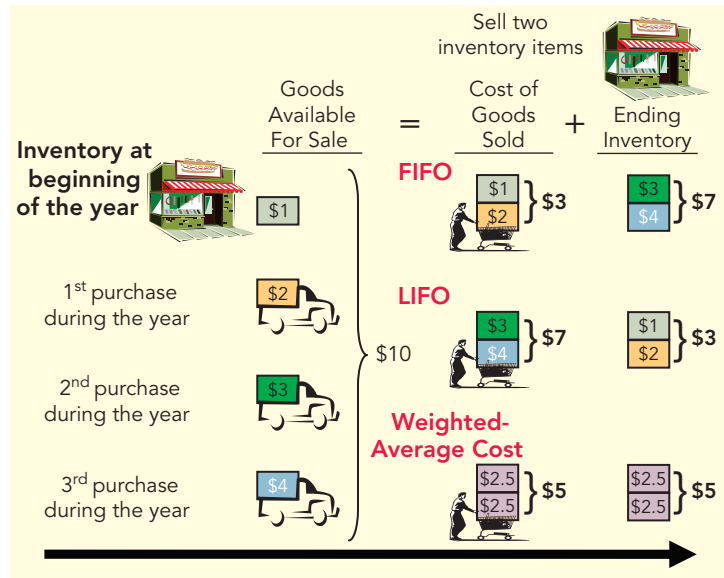 Sell two
inventory items
Goods
Available
For Sale
=
Cost of
Goods
Sold
+
Ending
Inventory
Inventory at
beginning
of the year
$1
FIFO
$1
$2
$3
$3
$4
$7
1st purchase
during the year
$2
LIFO
$3
$4
$7
$1
$2
$3
$10
2nd purchase
during the year
$3
Weighted-
Average Cost
3rd purchase
during the year
$4
$2.5
$2.5
$5
$2.5
$2.5
$5